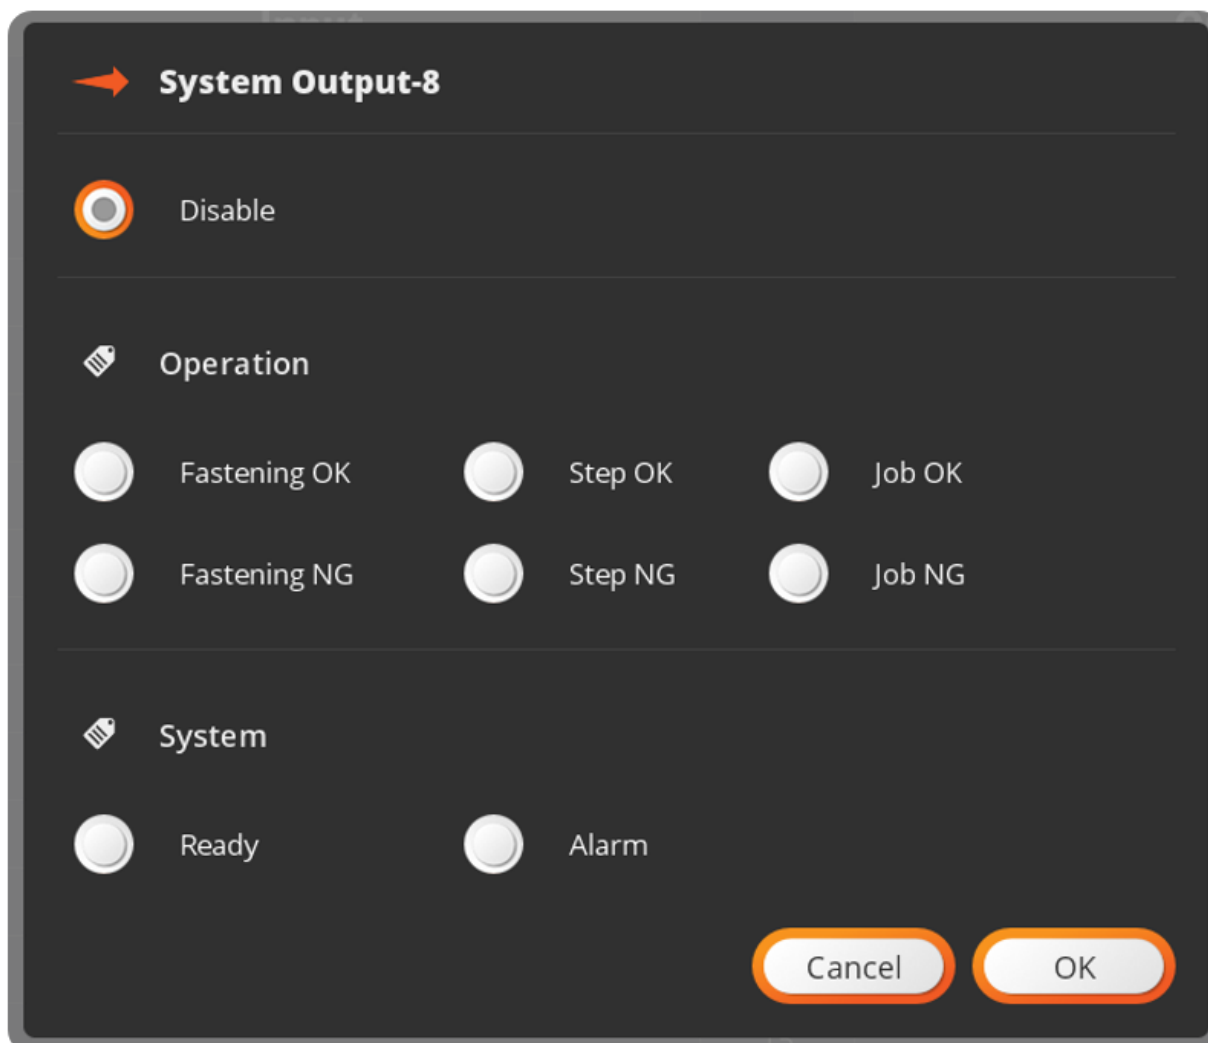 System Output-8
Disable
Operation
Fastening OK Step OK Job OK
Fastening NG Step NG Job NG
System
Ready Alarm
Cancel OK